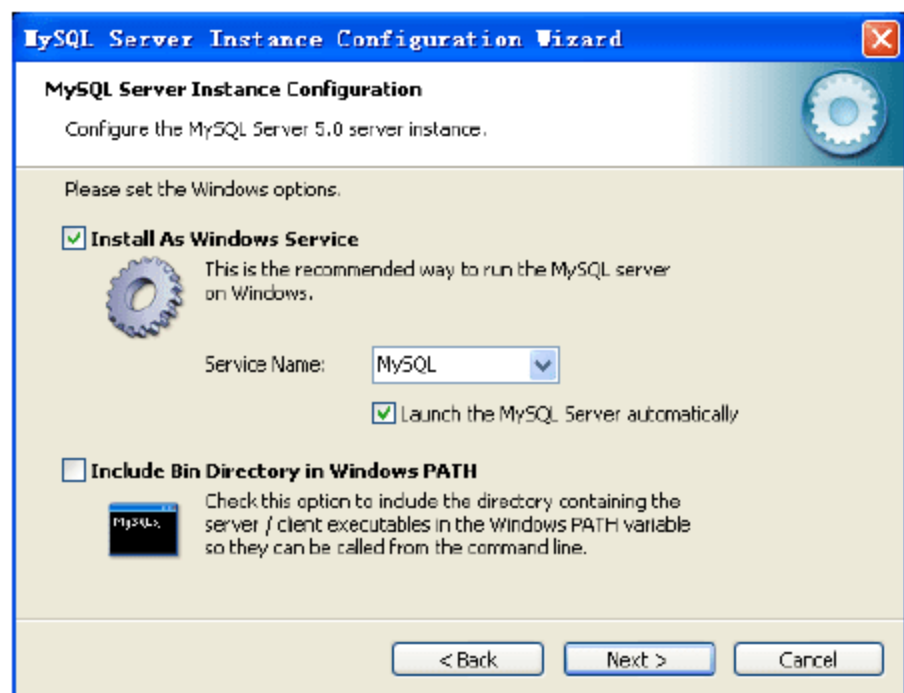 MySQL Server Instance Configuration Wizard
MySQL Server Instance Configuration
Configure the MySQL Server 5.0 server instance.
Please set the Windows options.
Install As Windows Service
This is the recommended way to run the MySQL server
on Windows.
Service Name: MySQL
Launch the MySQL Server automatically
Include Bin Directory in Windows PATH
Check this option to include the directory containing the
server / client executables in the Windows PATH variable
so they can be called from the command line.
MySQL>
< Back Next > Cancel